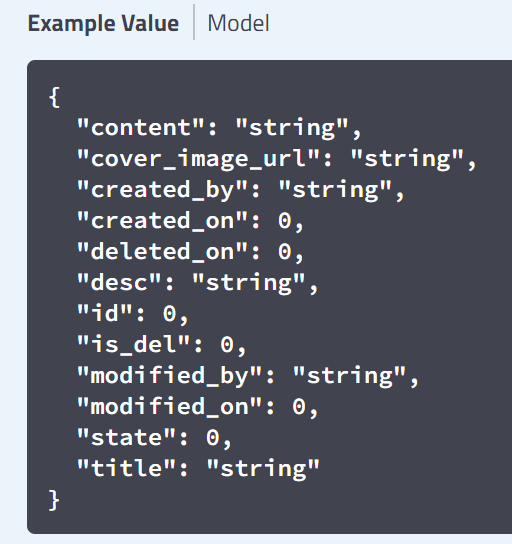 Example Value Model
{
"content": "string",
"cover_image_url": "string",
"created_by": "string",
"created_on": 0,
"deleted_on": 0,
"desc": "string",
"id": 0,
"is_del": 0,
"modified_by": "string",
"modified_on": 0,
"state": 0,
"title": "string"
}